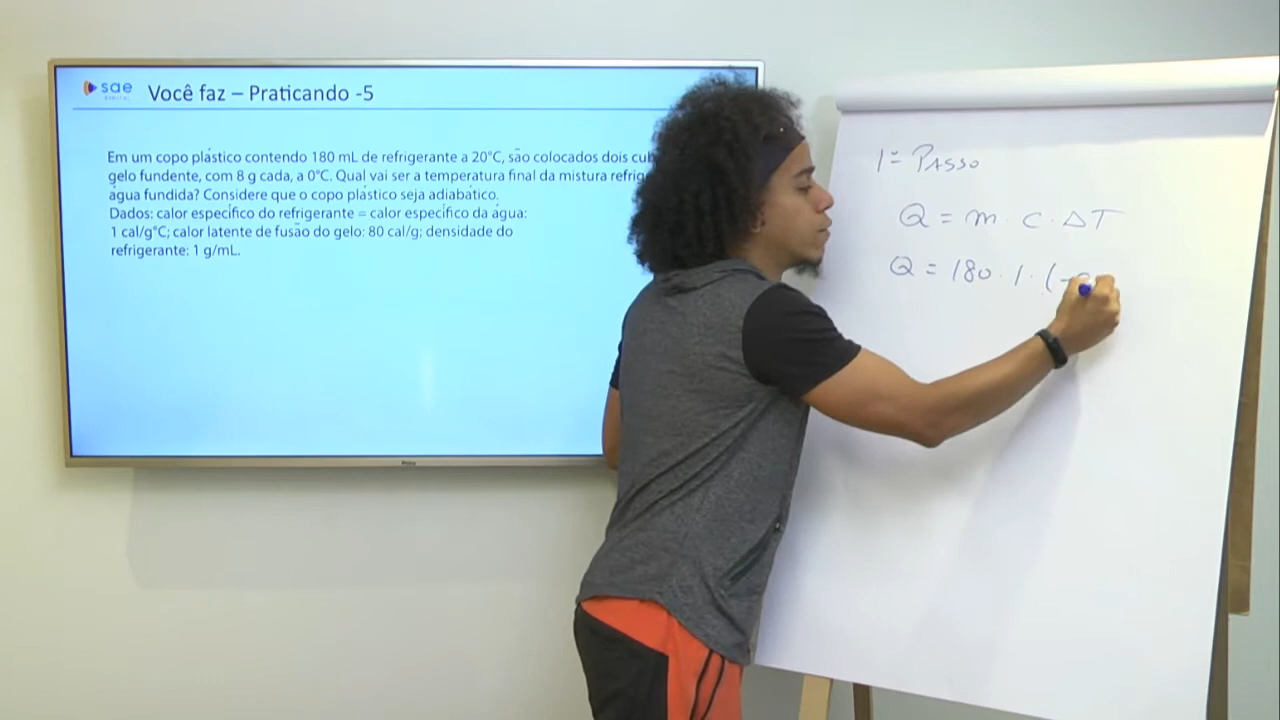 sae
DIGITAL
Você faz – Praticando -5
Em um copo plástico contendo 180 mL de refrigerante a 20°C, são colocados dois
gelo fundente, com 8 g cada, a 0°C. Qual vai ser a temperatura final da mistura
água fundida? Considere que o copo plástico seja adiabático.
Dados: calor específico do refrigerante = calor específico da água:
1 cal/g°C; calor latente de fusão do gelo: 80 cal/g; densidade do
refrigerante: 1 g/mL.
1º PASSO
Q = m · c · ΔT
Q = 180 · 1 · (-